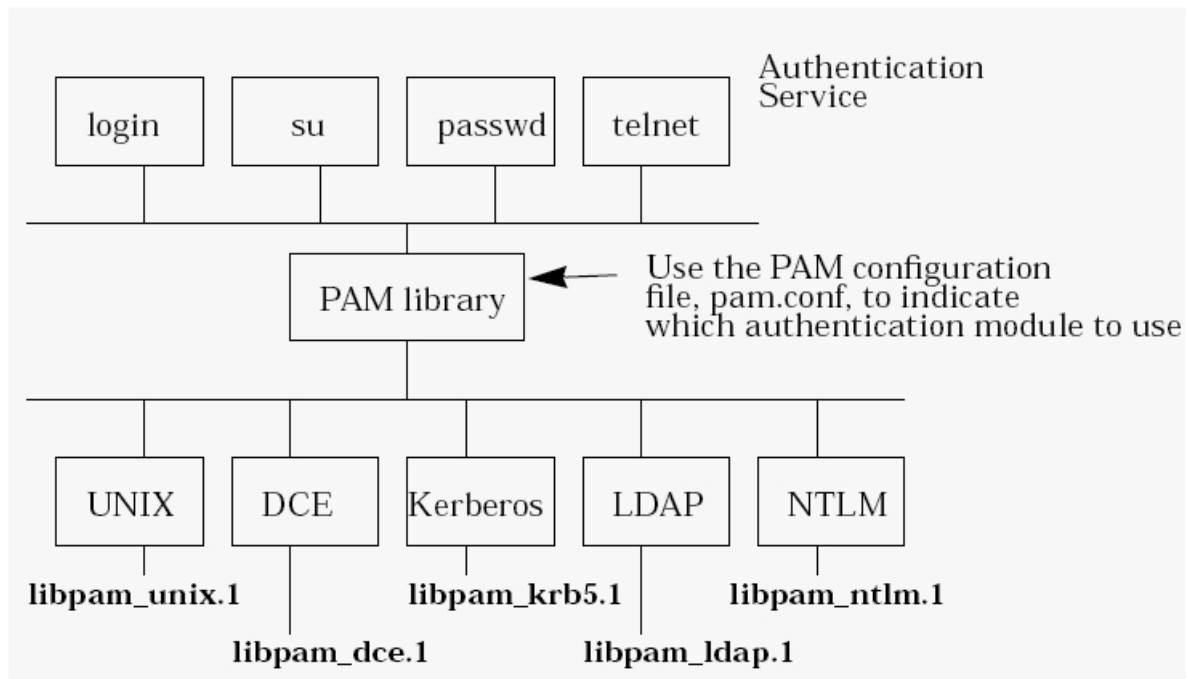 Authentication
Service
login
su
passwd
telnet
PAM library
Use the PAM configuration
file, pam.conf, to indicate
which authentication module to use
UNIX
DCE
Kerberos
LDAP
NTLM
libpam_unix.1
libpam_krb5.1
libpam_ntlm.1
libpam_dce.1
libpam_ldap.1